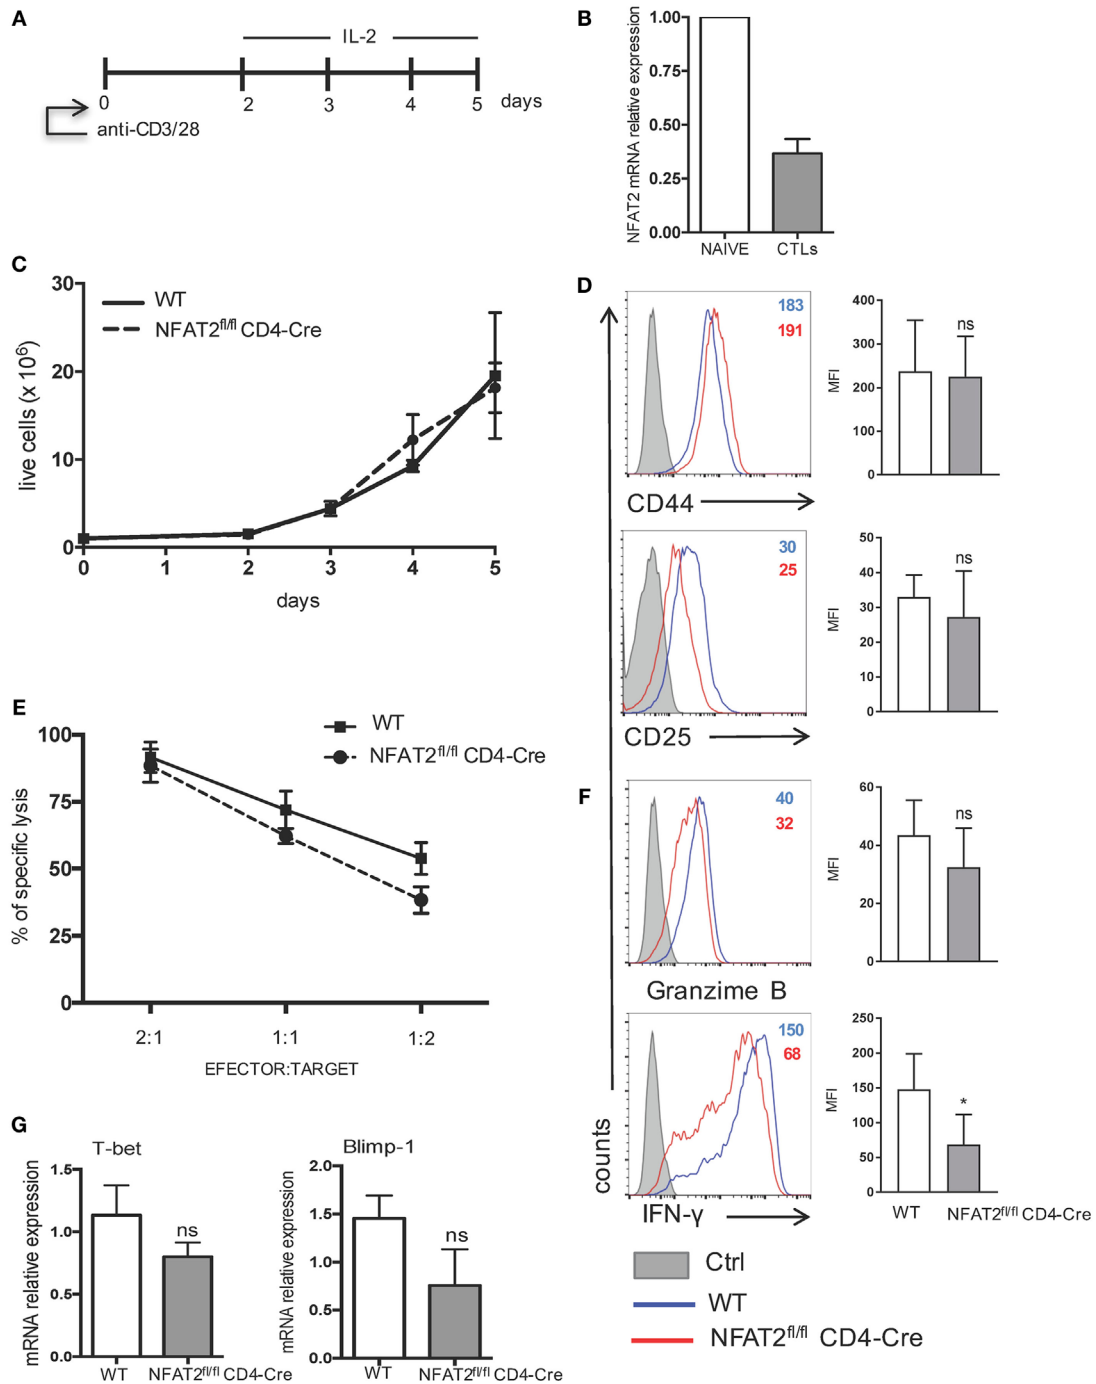 A
IL-2
0 2 3 4 5 days
anti-CD3/28
B
NFAT2 mRNA relative expression
1.00
0.75
0.50
0.25
0.00
NAIVE CTLs
C
WT
NFAT2fl/fl CD4-Cre
live cells (x 10⁶)
30
20
10
0
0 1 2 3 4 5
days
D
183
191
CD44
MFI
400
300
200
100
0
ns
30
25
CD25
MFI
50
40
30
20
10
0
ns
E
WT
NFAT2fl/fl CD4-Cre
% of specific lysis
100
75
50
25
0
2:1 1:1 1:2
EFECTOR:TARGET
F
40
32
Granzime B
MFI
60
40
20
0
ns
150
68
IFN-γ
counts
MFI
250
200
150
100
50
0
*
WT NFAT2fl/fl CD4-Cre
Ctrl
WT
NFAT2fl/fl CD4-Cre
G
T-bet
mRNA relative expression
1.5
1.0
0.5
0.0
ns
WT NFAT2fl/fl CD4-Cre
Blimp-1
mRNA relative expression
2.0
1.5
1.0
0.5
0.0
ns
WT NFAT2fl/fl CD4-Cre